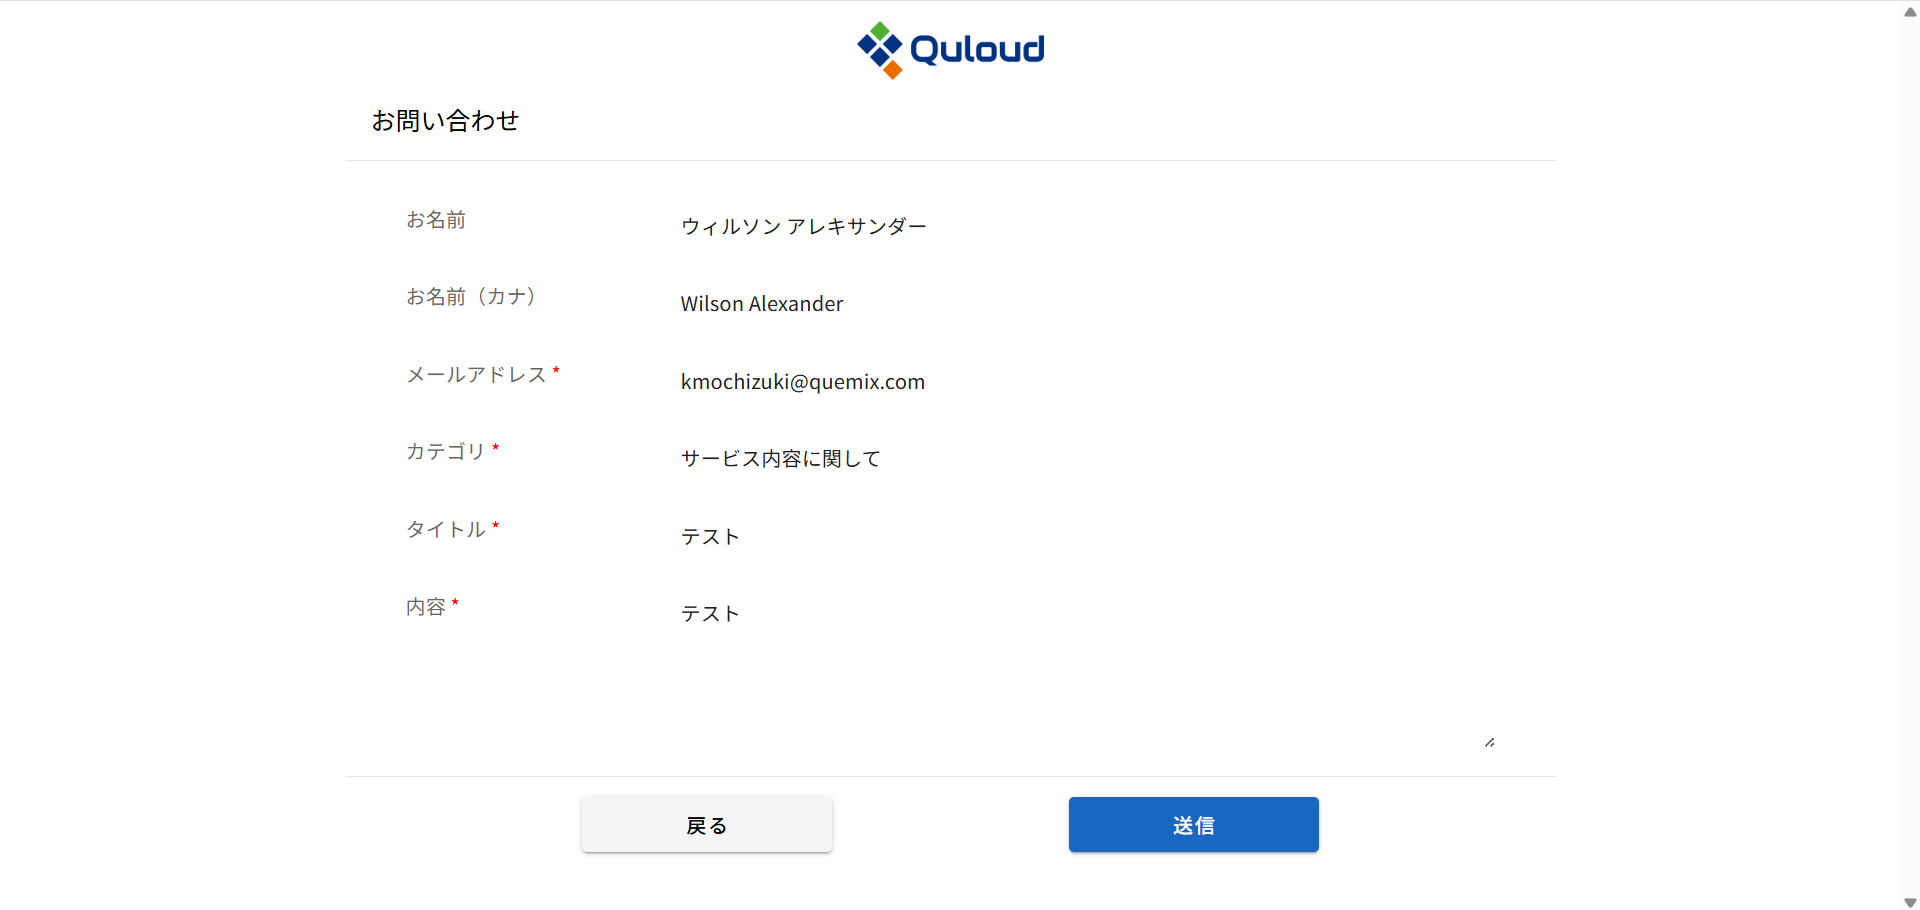 Quloud
お問い合わせ
お名前 ウィルソン アレキサンダー
お名前（カナ） Wilson Alexander
メールアドレス * kmochizuki@quemix.com
カテゴリ * サービス内容に関して
タイトル * テスト
内容 * テスト
戻る 送信